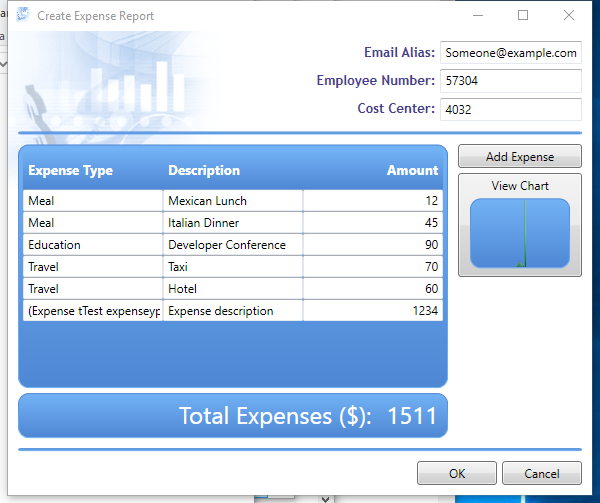 Create Expense Report
Email Alias: Someone@example.com
Employee Number: 57304
Cost Center: 4032
Expense Type Description Amount
Meal Mexican Lunch 12
Meal Italian Dinner 45
Education Developer Conference 90
Travel Taxi 70
Travel Hotel 60
(Expense tTest expenseyp Expense description 1234
Add Expense
View Chart
Total Expenses ($): 1511
OK Cancel